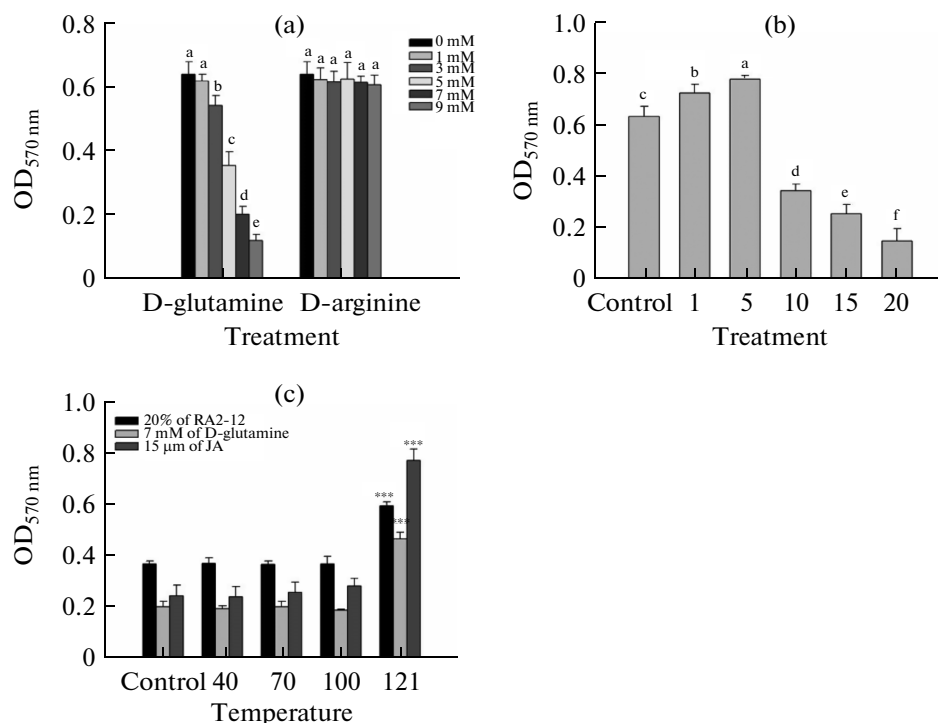 (a)
0.8
0.6
0.4
0.2
0
OD570 nm
a a b c d e
a a a a a a
0 mM
1 mM
3 mM
5 mM
7 mM
9 mM
D-glutamine D-arginine
Treatment
(b)
1.0
0.8
0.6
0.4
0.2
0
OD570 nm
c b a d e f
Control 1 5 10 15 20
Treatment
(c)
1.0
0.8
0.6
0.4
0.2
0
OD570 nm
20% of RA2-12
7 mM of D-glutamine
15 μm of JA
*** *** ***
Control 40 70 100 121
Temperature